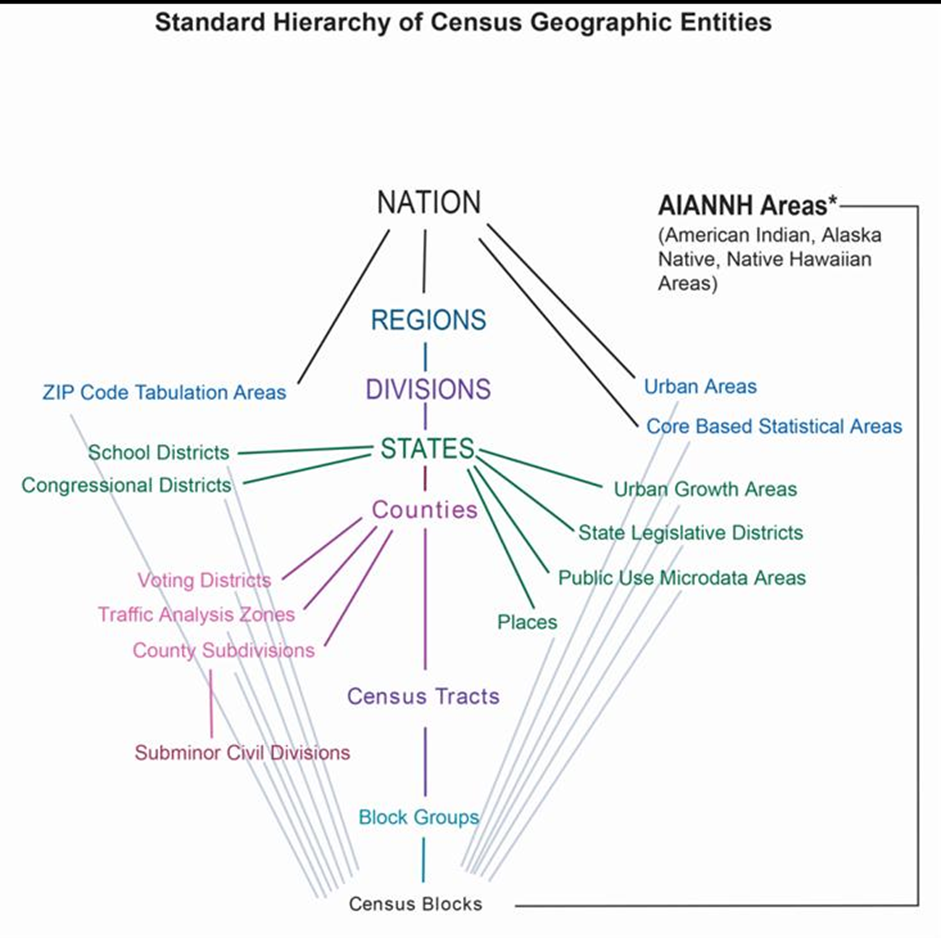 Standard Hierarchy of Census Geographic Entities
NATION
AIANNH Areas*
(American Indian, Alaska
Native, Native Hawaiian
Areas)
REGIONS
ZIP Code Tabulation Areas
DIVISIONS
Urban Areas
Core Based Statistical Areas
School Districts
STATES
Congressional Districts
Urban Growth Areas
Counties
State Legislative Districts
Voting Districts
Public Use Microdata Areas
Traffic Analysis Zones
Places
County Subdivisions
Census Tracts
Subminor Civil Divisions
Block Groups
Census Blocks